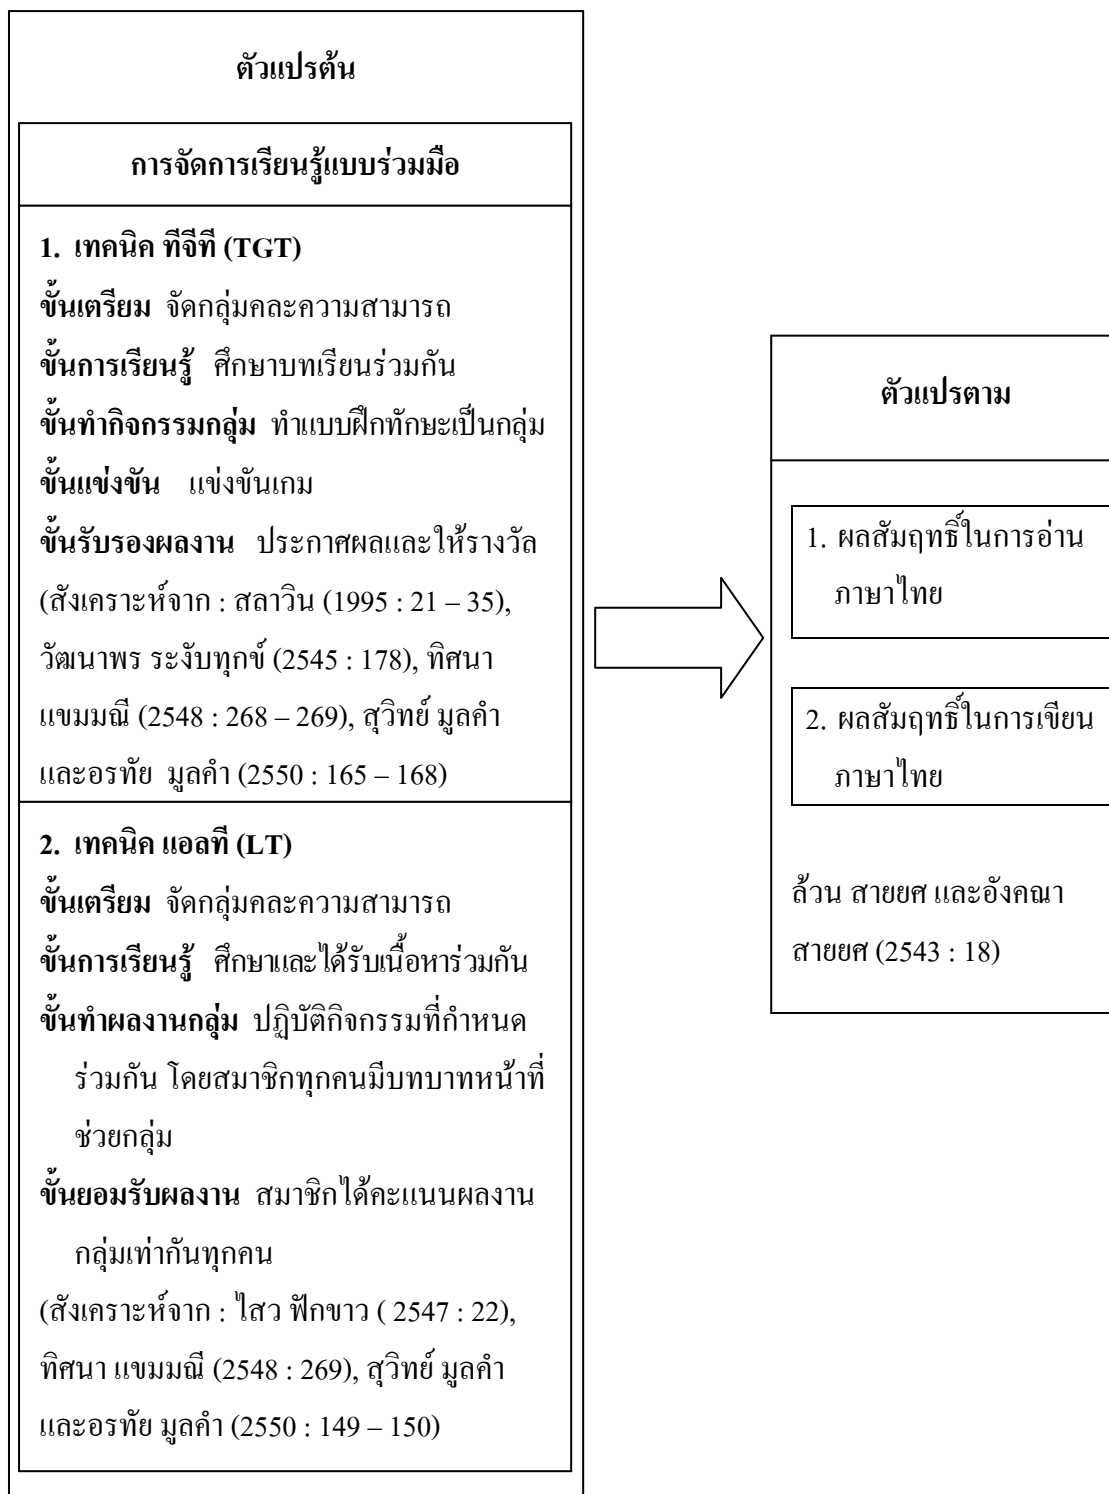 ตัวแปรต้น
การจัดการเรียนรู้แบบร่วมมือ
1. เทคนิค ทีจีที (TGT)
ขั้นเตรียม จัดกลุ่มคละความสามารถ
ขั้นการเรียนรู้ ศึกษาบทเรียนร่วมกัน
ขั้นทำกิจกรรมกลุ่ม ทำแบบฝึกทักษะเป็นกลุ่ม
ขั้นแข่งขัน แข่งขันเกม
ขั้นรับรองผลงาน ประกาศผลและให้รางวัล
(สังเคราะห์จาก : สลาวิน (1995 : 21 – 35),
วัฒนาพร ระงับทุกข์ (2545 : 178), ทิศนา
แขมมณี (2548 : 268 – 269), สุวิทย์ มูลคำ
และอรทัย มูลคำ (2550 : 165 – 168)
2. เทคนิค แอลที (LT)
ขั้นเตรียม จัดกลุ่มคละความสามารถ
ขั้นการเรียนรู้ ศึกษาและได้รับเนื้อหาร่วมกัน
ขั้นทำผลงานกลุ่ม ปฏิบัติกิจกรรมที่กำหนด
ร่วมกัน โดยสมาชิกทุกคนมีบทบาทหน้าที่
ช่วยกลุ่ม
ขั้นยอมรับผลงาน สมาชิกได้คะแนนผลงาน
กลุ่มเท่ากันทุกคน
(สังเคราะห์จาก : ไสว ฟักขาว ( 2547 : 22),
ทิศนา แขมมณี (2548 : 269), สุวิทย์ มูลคำ
และอรทัย มูลคำ (2550 : 149 – 150)
ตัวแปรตาม
1. ผลสัมฤทธิ์ในการอ่าน
ภาษาไทย
2. ผลสัมฤทธิ์ในการเขียน
ภาษาไทย
ล้วน สายยศ และอังคณา
สายยศ (2543 : 18)